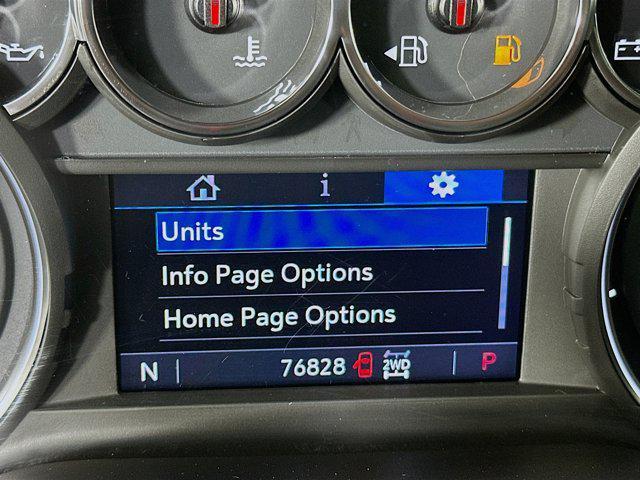 i
Units
Info Page Options
Home Page Options
N 76828 2WD P